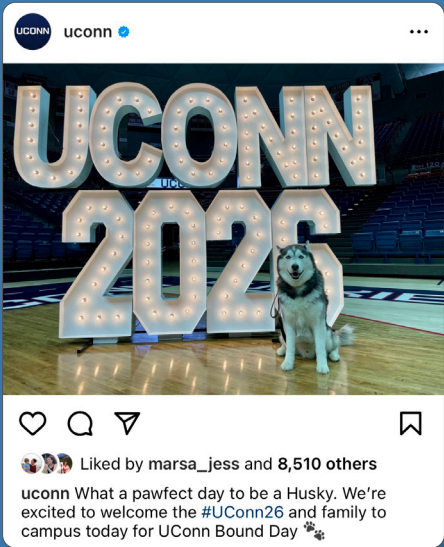 UCONN
uconn
UCONN
2026
Liked by marsa_jess and 8,510 others
uconn What a pawfect day to be a Husky. We're
excited to welcome the #UConn26 and family to
campus today for UConn Bound Day 🐾